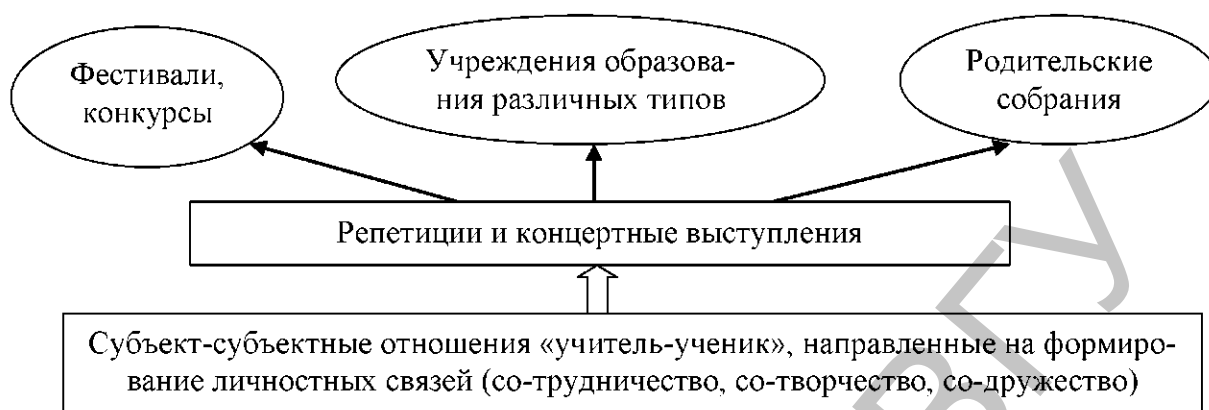 Фестивали,
конкурсы
Учреждения образова-
ния различных типов
Родительские
собрания
Репетиции и концертные выступления
Субъект-субъектные отношения «учитель-ученик», направленные на формиро-
вание личностных связей (со-трудничество, со-творчество, со-дружество)
ВГУ